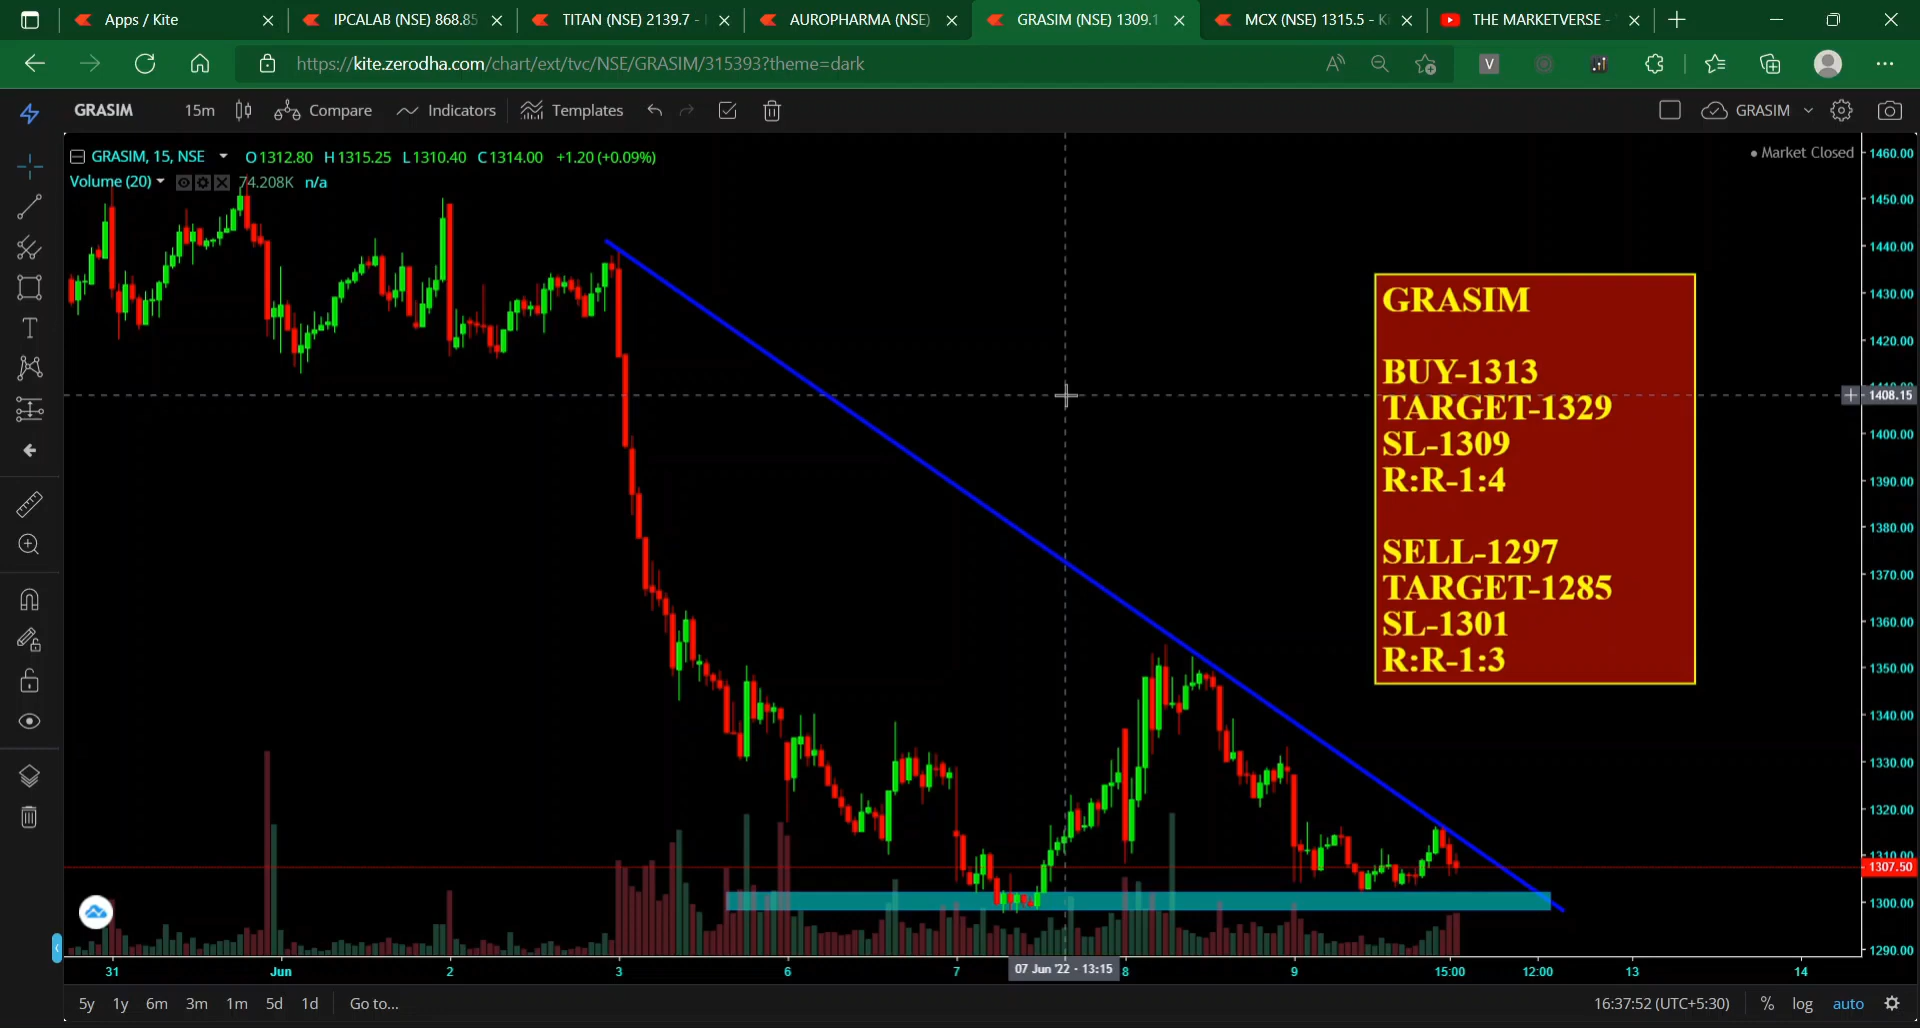 Apps / Kite
IPCALAB (NSE) 868.85
TITAN (NSE) 2139.7 -
AUROPHARMA (NSE)
GRASIM (NSE) 1309.1
MCX (NSE) 1315.5 - K
THE MARKETVERSE -
https://kite.zerodha.com/chart/ext/tvc/NSE/GRASIM/315393?theme=dark
V
GRASIM 15m Compare Indicators Templates GRASIM
GRASIM, 15, NSE O1312.80 H1315.25 L1310.40 C1314.00 +1.20 (+0.09%)
Volume (20) 74.208K n/a
Market Closed
GRASIM
BUY-1313
TARGET-1329
SL-1309
R:R-1:4
SELL-1297
TARGET-1285
SL-1301
R:R-1:3
1460.00
1450.00
1440.00
1430.00
1420.00
1408.15
1400.00
1390.00
1380.00
1370.00
1360.00
1350.00
1340.00
1330.00
1320.00
1310.00
1307.50
1300.00
1290.00
31 Jun 2 3 6 7 07 Jun '22 - 13:15 8 9 15:00 12:00 13 14
5y 1y 6m 3m 1m 5d 1d Go to... 16:37:52 (UTC+5:30) % log auto